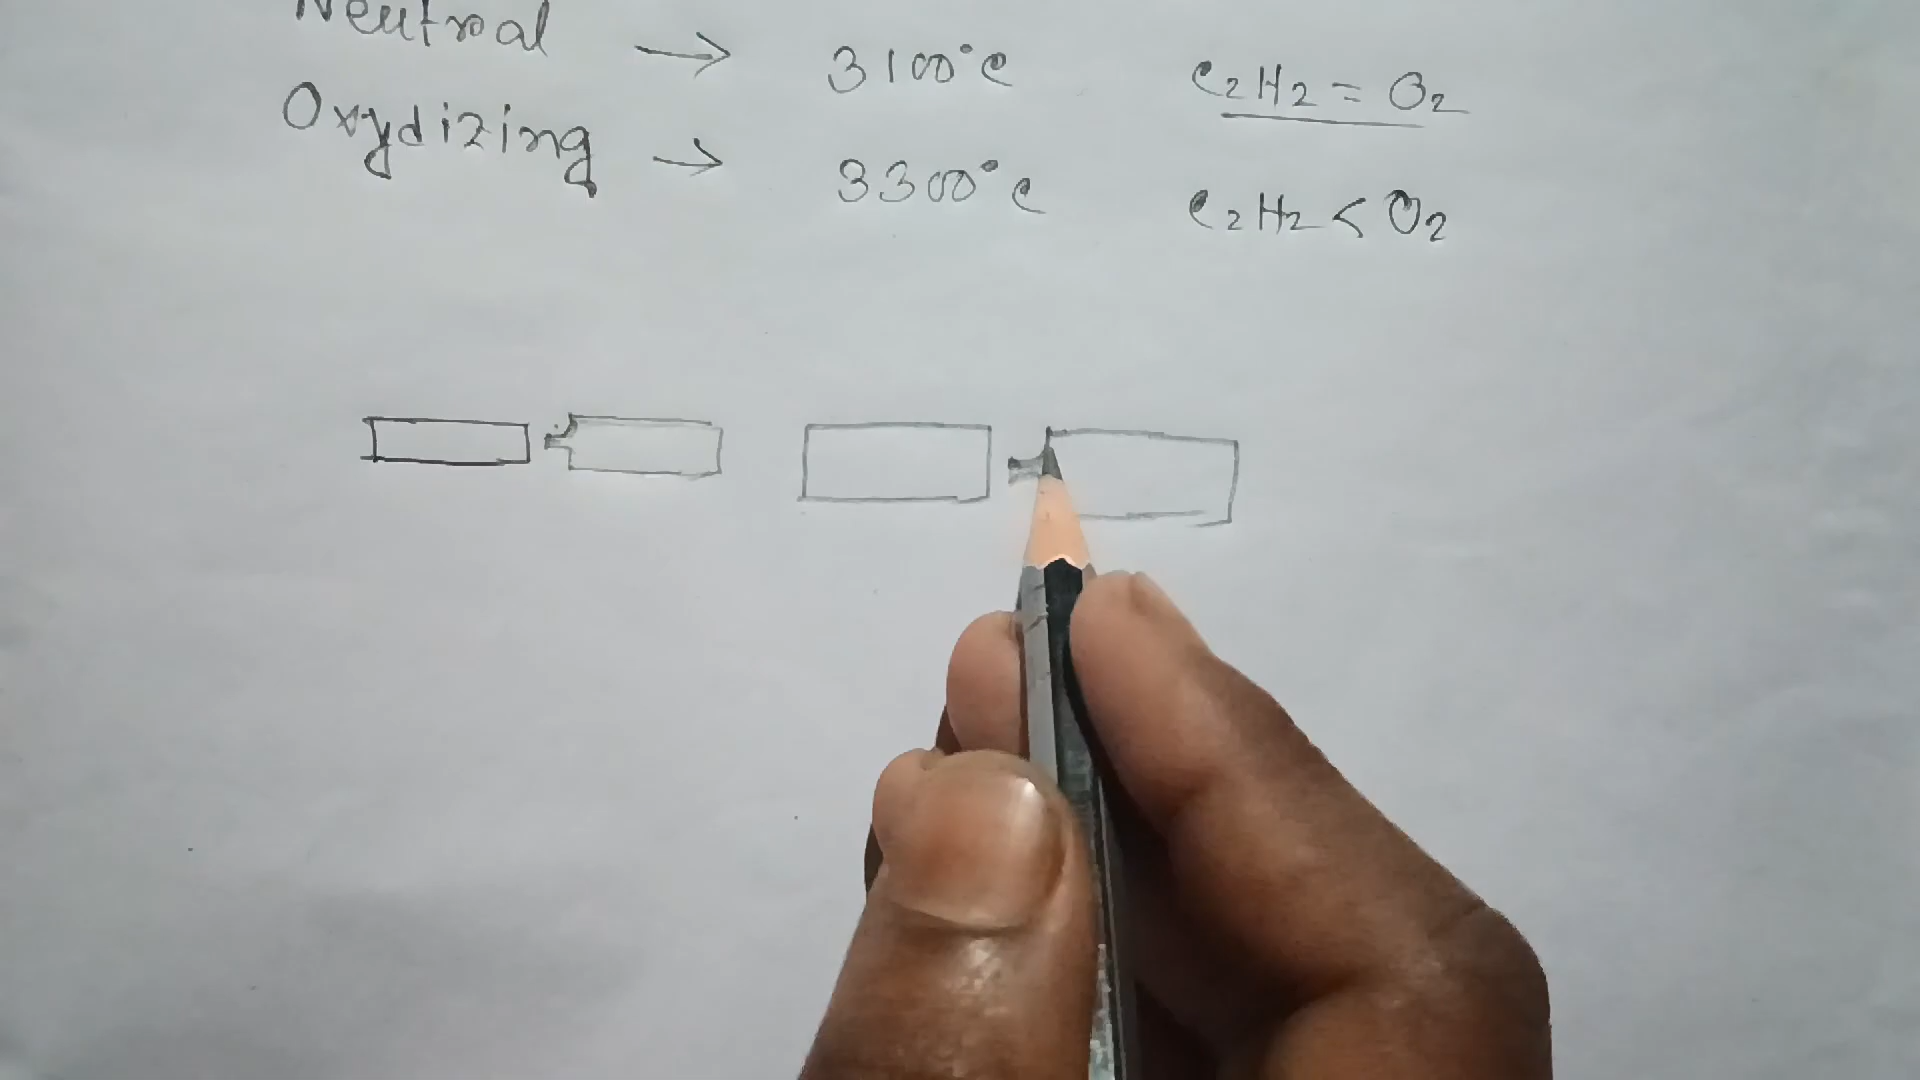 Neutral → 3100°C C2H2 = O2
Oxydizing → 3300°C C2H2 < O2